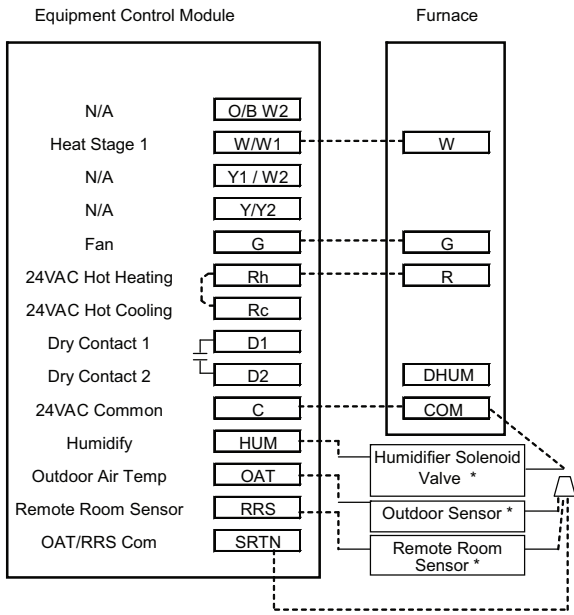 Equipment Control Module Furnace
N/A O/B W2
Heat Stage 1 W/W1 W
N/A Y1 / W2
N/A Y/Y2
Fan G G
24VAC Hot Heating Rh R
24VAC Hot Cooling Rc
Dry Contact 1 D1
Dry Contact 2 D2 DHUM
24VAC Common C COM
Humidify HUM
Humidifier Solenoid
Valve *
Outdoor Air Temp OAT
Outdoor Sensor *
Remote Room Sensor RRS
Remote Room
Sensor *
OAT/RRS Com SRTN